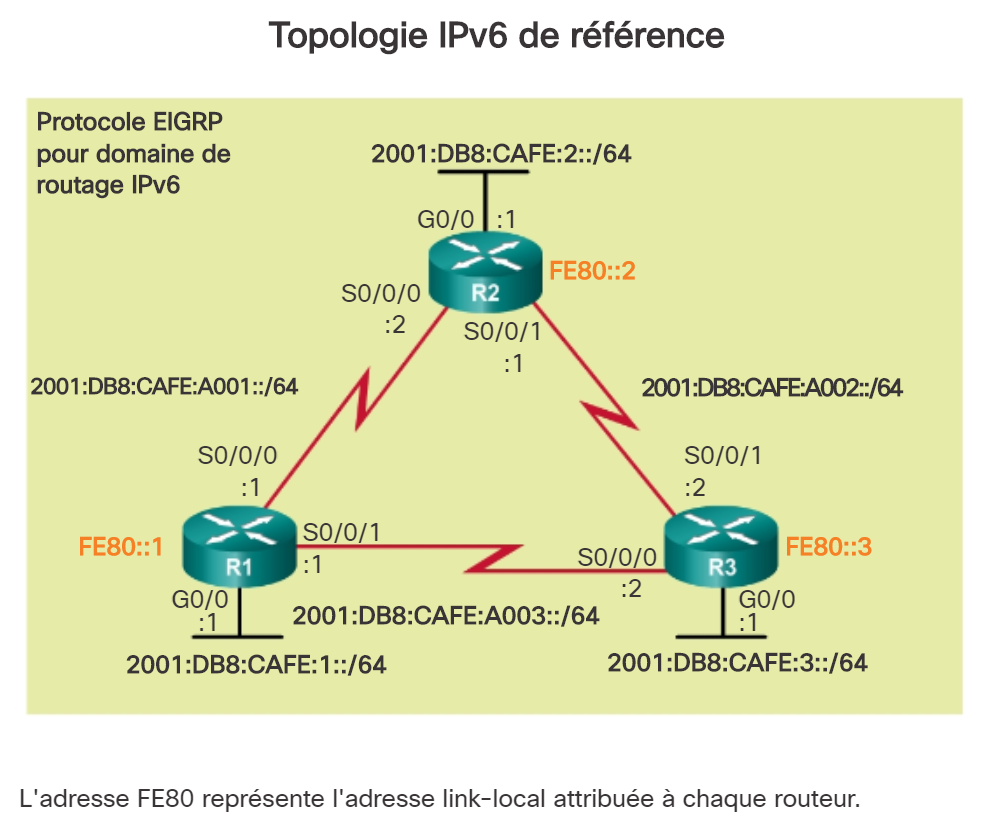 Topologie IPv6 de référence
Protocole EIGRP
pour domaine de
routage IPv6
2001:DB8:CAFE:2::/64
G0/0 :1
FE80::2
R2
S0/0/0
:2
S0/0/1
:1
2001:DB8:CAFE:A001::/64
2001:DB8:CAFE:A002::/64
S0/0/0
:1
S0/0/1
:2
FE80::1
R1
S0/0/1
:1
S0/0/0
:2
R3
FE80::3
G0/0
:1
2001:DB8:CAFE:A003::/64
G0/0
:1
2001:DB8:CAFE:1::/64
2001:DB8:CAFE:3::/64
L'adresse FE80 représente l'adresse link-local attribuée à chaque routeur.